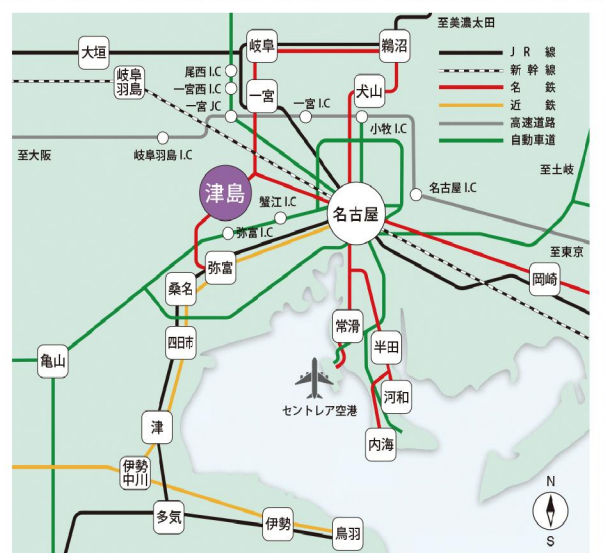 至美濃太田
大垣
岐阜
鵜沼
ＪＲ 線
新幹線
名 鉄
近 鉄
高速道路
自動車道
岐阜
羽島
尾西 I.C
一宮西 I.C
一宮 JC
一宮
一宮 I.C
犬山
小牧 I.C
至大阪
岐阜羽島 I.C
至土岐
津島
名古屋 I.C
蟹江 I.C
名古屋
弥富 I.C
至東京
弥富
岡崎
桑名
常滑
四日市
半田
亀山
セントレア空港
河和
津
内海
伊勢
中川
多気
伊勢
鳥羽
N
S